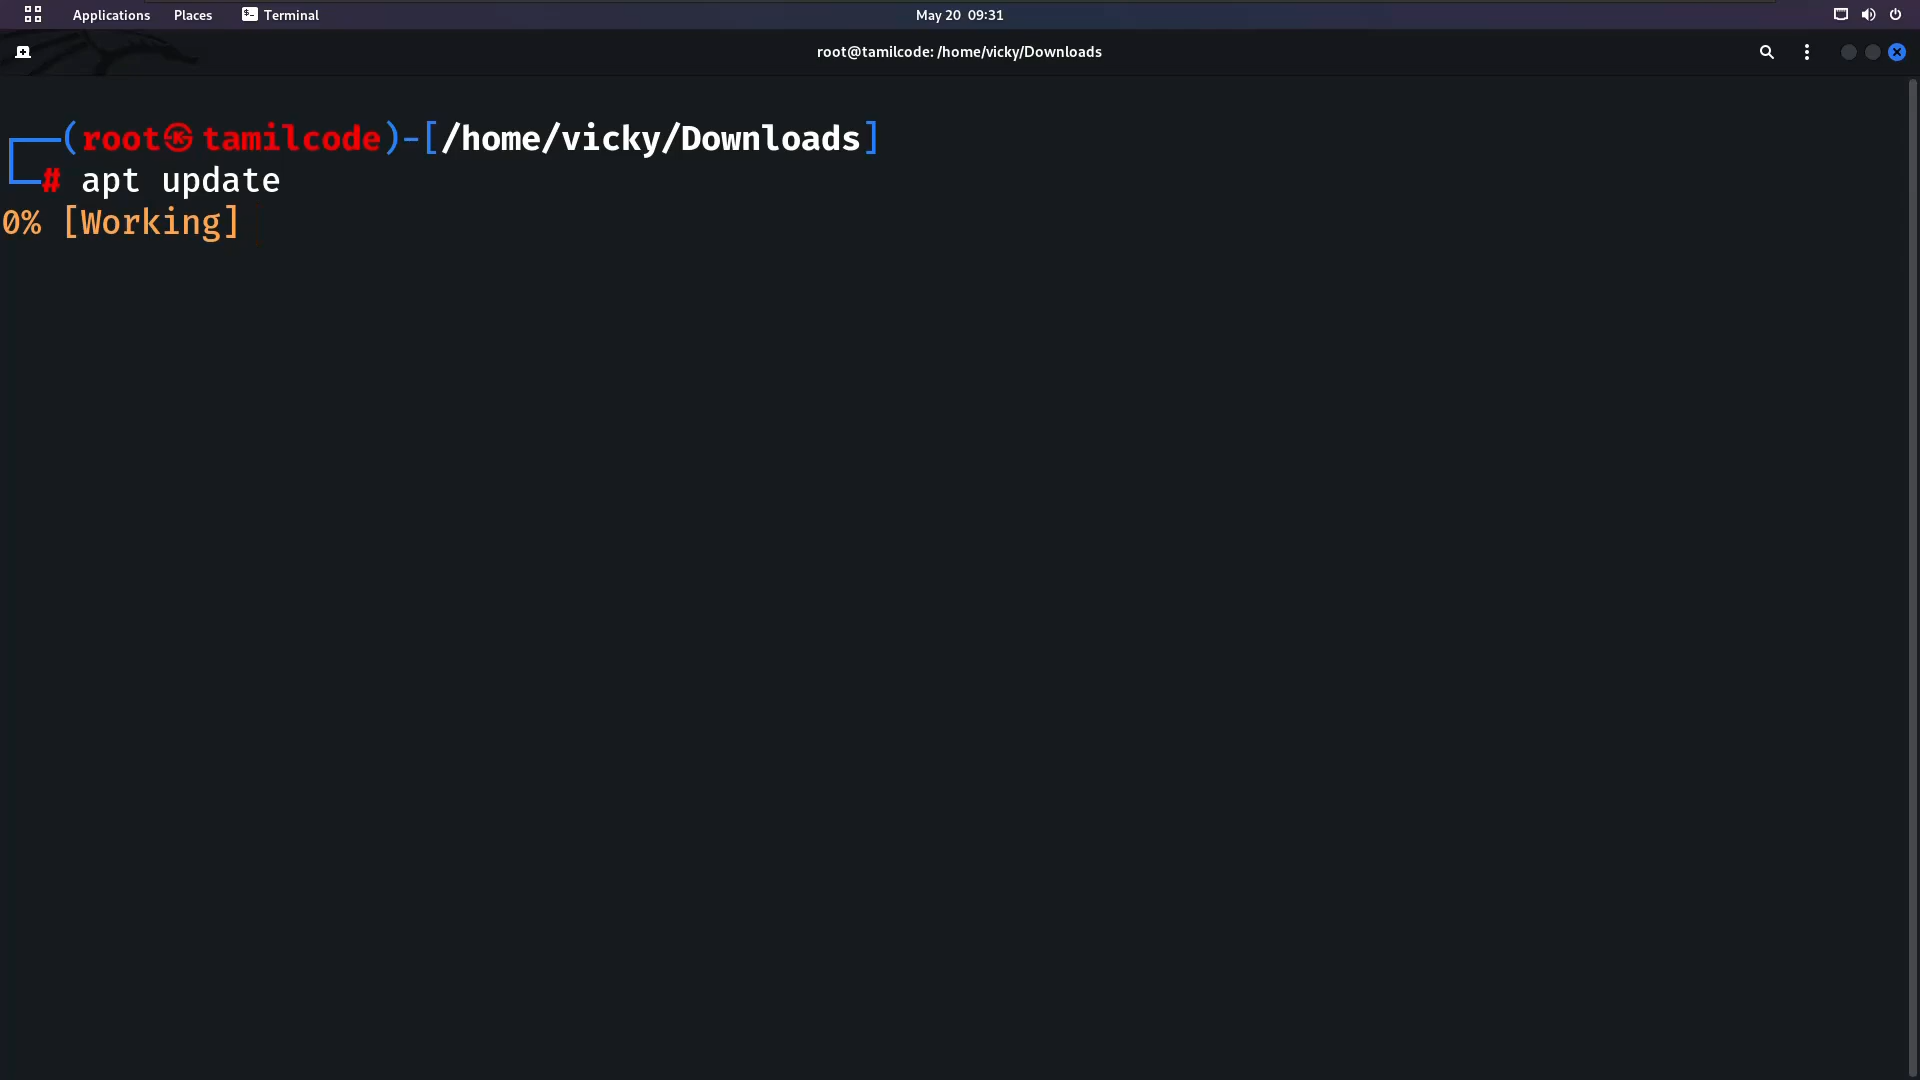 Applications Places Terminal May 20 09:31
root@tamilcode: /home/vicky/Downloads
┌──(root㉿tamilcode)-[/home/vicky/Downloads]
└─# apt update
0% [Working]